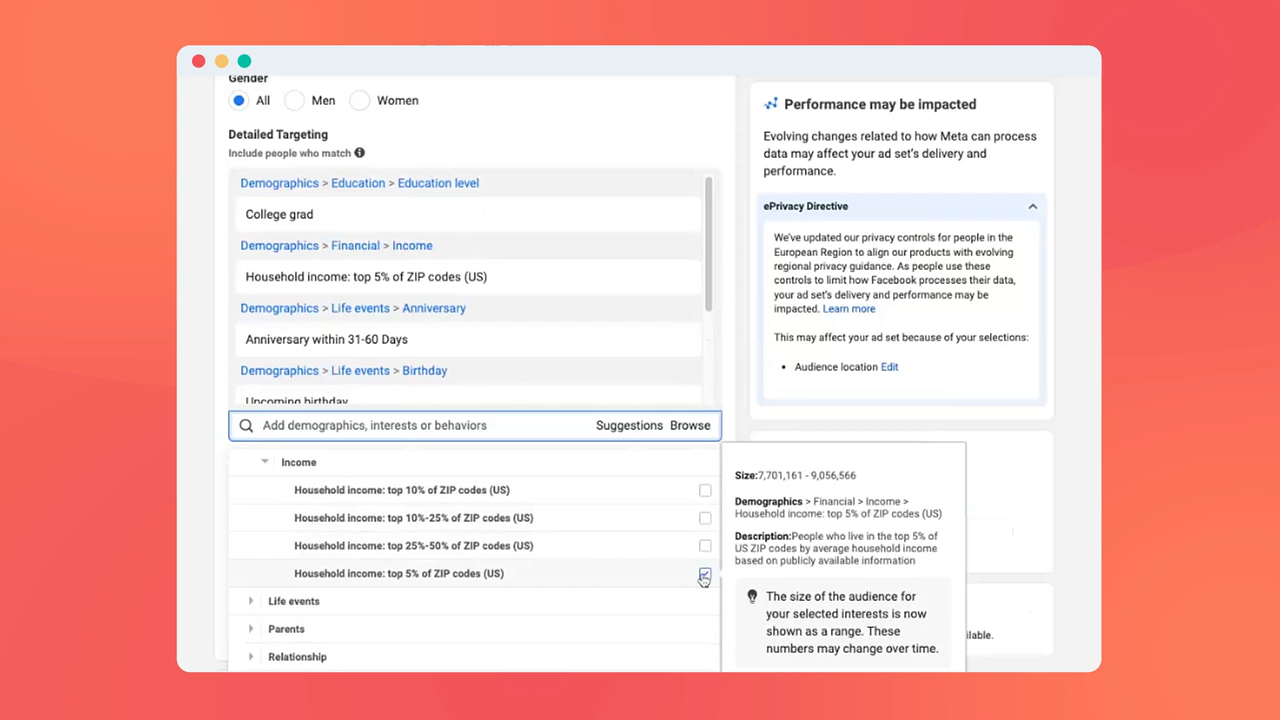 Gender
All Men Women
Detailed Targeting
Include people who match
Demographics > Education > Education level
College grad
Demographics > Financial > Income
Household income: top 5% of ZIP codes (US)
Demographics > Life events > Anniversary
Anniversary within 31-60 Days
Demographics > Life events > Birthday
Upcoming birthday
Add demographics, interests or behaviors Suggestions Browse
Income
Household income: top 10% of ZIP codes (US)
Household income: top 10%-25% of ZIP codes (US)
Household income: top 25%-50% of ZIP codes (US)
Household income: top 5% of ZIP codes (US)
Life events
Parents
Relationship
Performance may be impacted
Evolving changes related to how Meta can process
data may affect your ad set's delivery and
performance.
ePrivacy Directive
We've updated our privacy controls for people in the
European Region to align our products with evolving
regional privacy guidance. As people use these
controls to limit how Facebook processes their data,
your ad set's delivery and performance may be
impacted. Learn more
This may affect your ad set because of your selections:
• Audience location Edit
Size:7,701,161 - 9,056,566
Demographics > Financial > Income >
Household income: top 5% of ZIP codes (US)
Description:People who live in the top 5% of
US ZIP codes by average household income
based on publicly available information
The size of the audience for
your selected interests is now
shown as a range. These
numbers may change over time.
ilable.